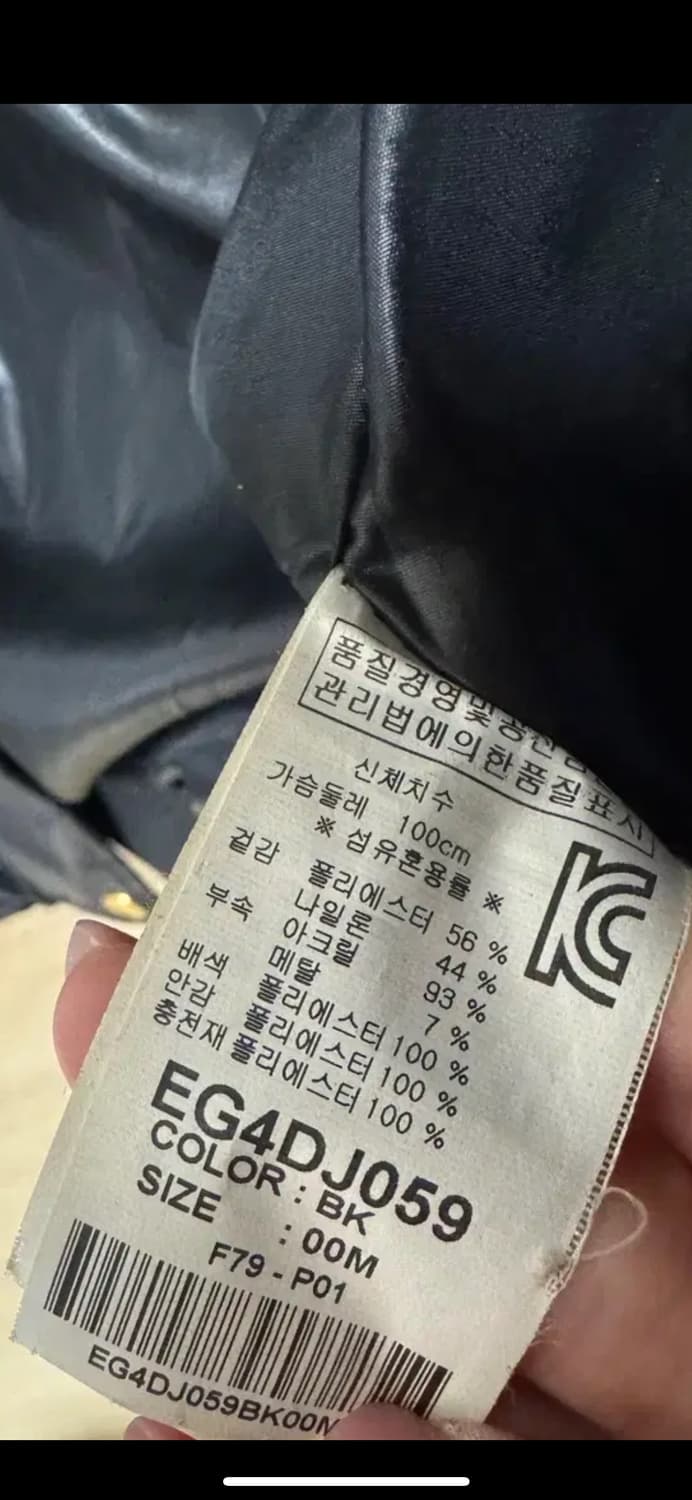 품질경영및공산
관리법에의한품질표시
신체치수
가슴둘레 100cm
※ 섬유혼용률 ※
겉감 폴리에스터 56 %
나일론 44 %
부속 아크릴 93 %
메탈 7 %
배색 폴리에스터 100 %
안감 폴리에스터 100 %
충전재 폴리에스터 100 %
KC
EG4DJ059
COLOR : BK
SIZE : 00M
F79 - P01
EG4DJ059BK00M